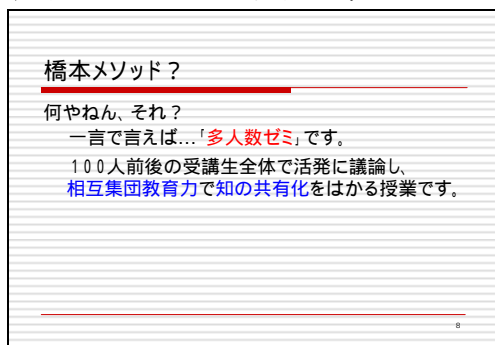 橋本メソッド？
何やねん、それ？
一言で言えば…「多人数ゼミ」です。
１００人前後の受講生全体で活発に議論し、
相互集団教育力で知の共有化をはかる授業です。
8